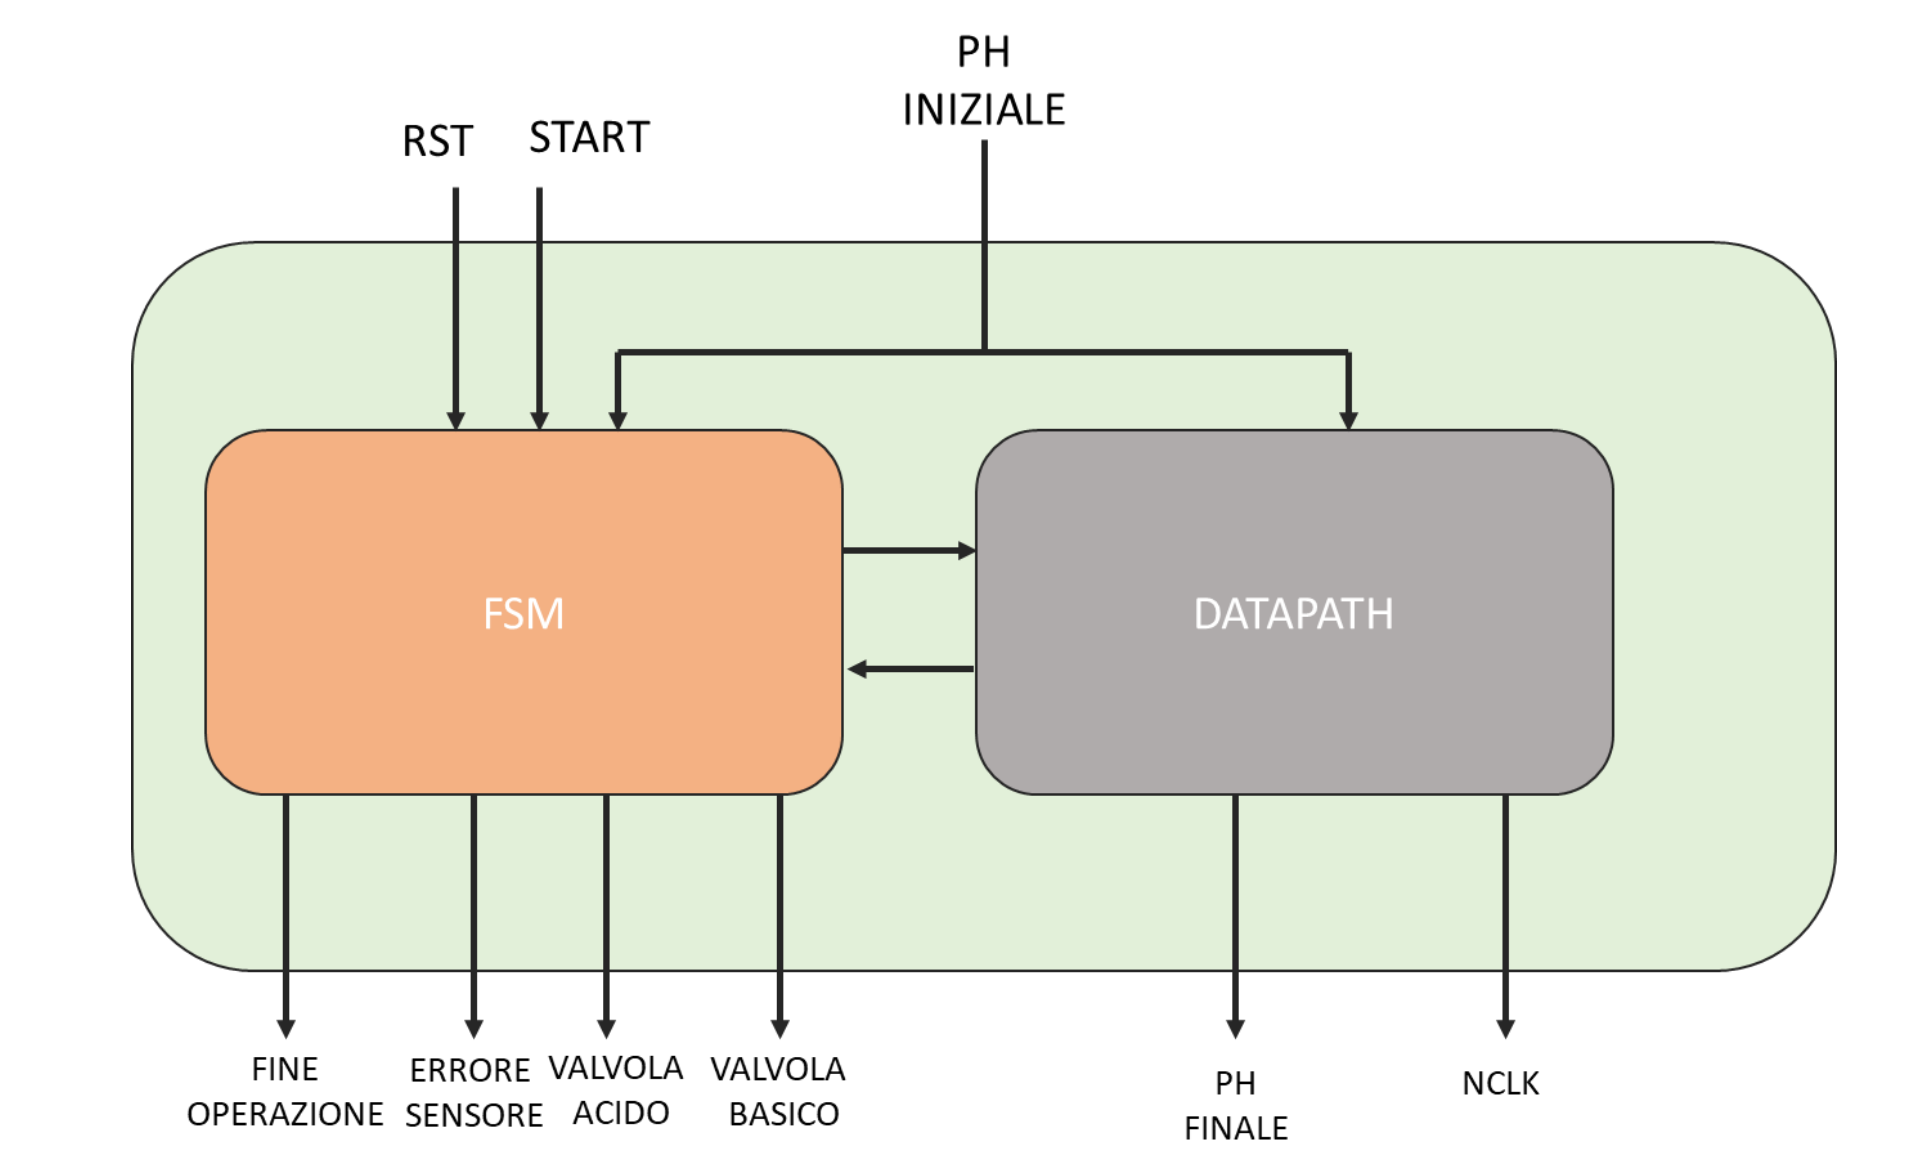 PH
INIZIALE
RST
START
FSM
DATAPATH
FINE
OPERAZIONE
ERRORE
SENSORE
VALVOLA
ACIDO
VALVOLA
BASICO
PH
FINALE
NCLK